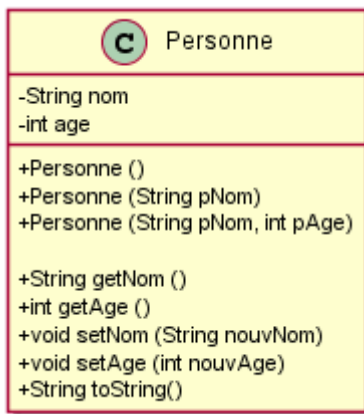 C Personne
-String nom
-int age
+Personne ()
+Personne (String pNom)
+Personne (String pNom, int pAge)
+String getNom ()
+int getAge ()
+void setNom (String nouvNom)
+void setAge (int nouvAge)
+String toString()